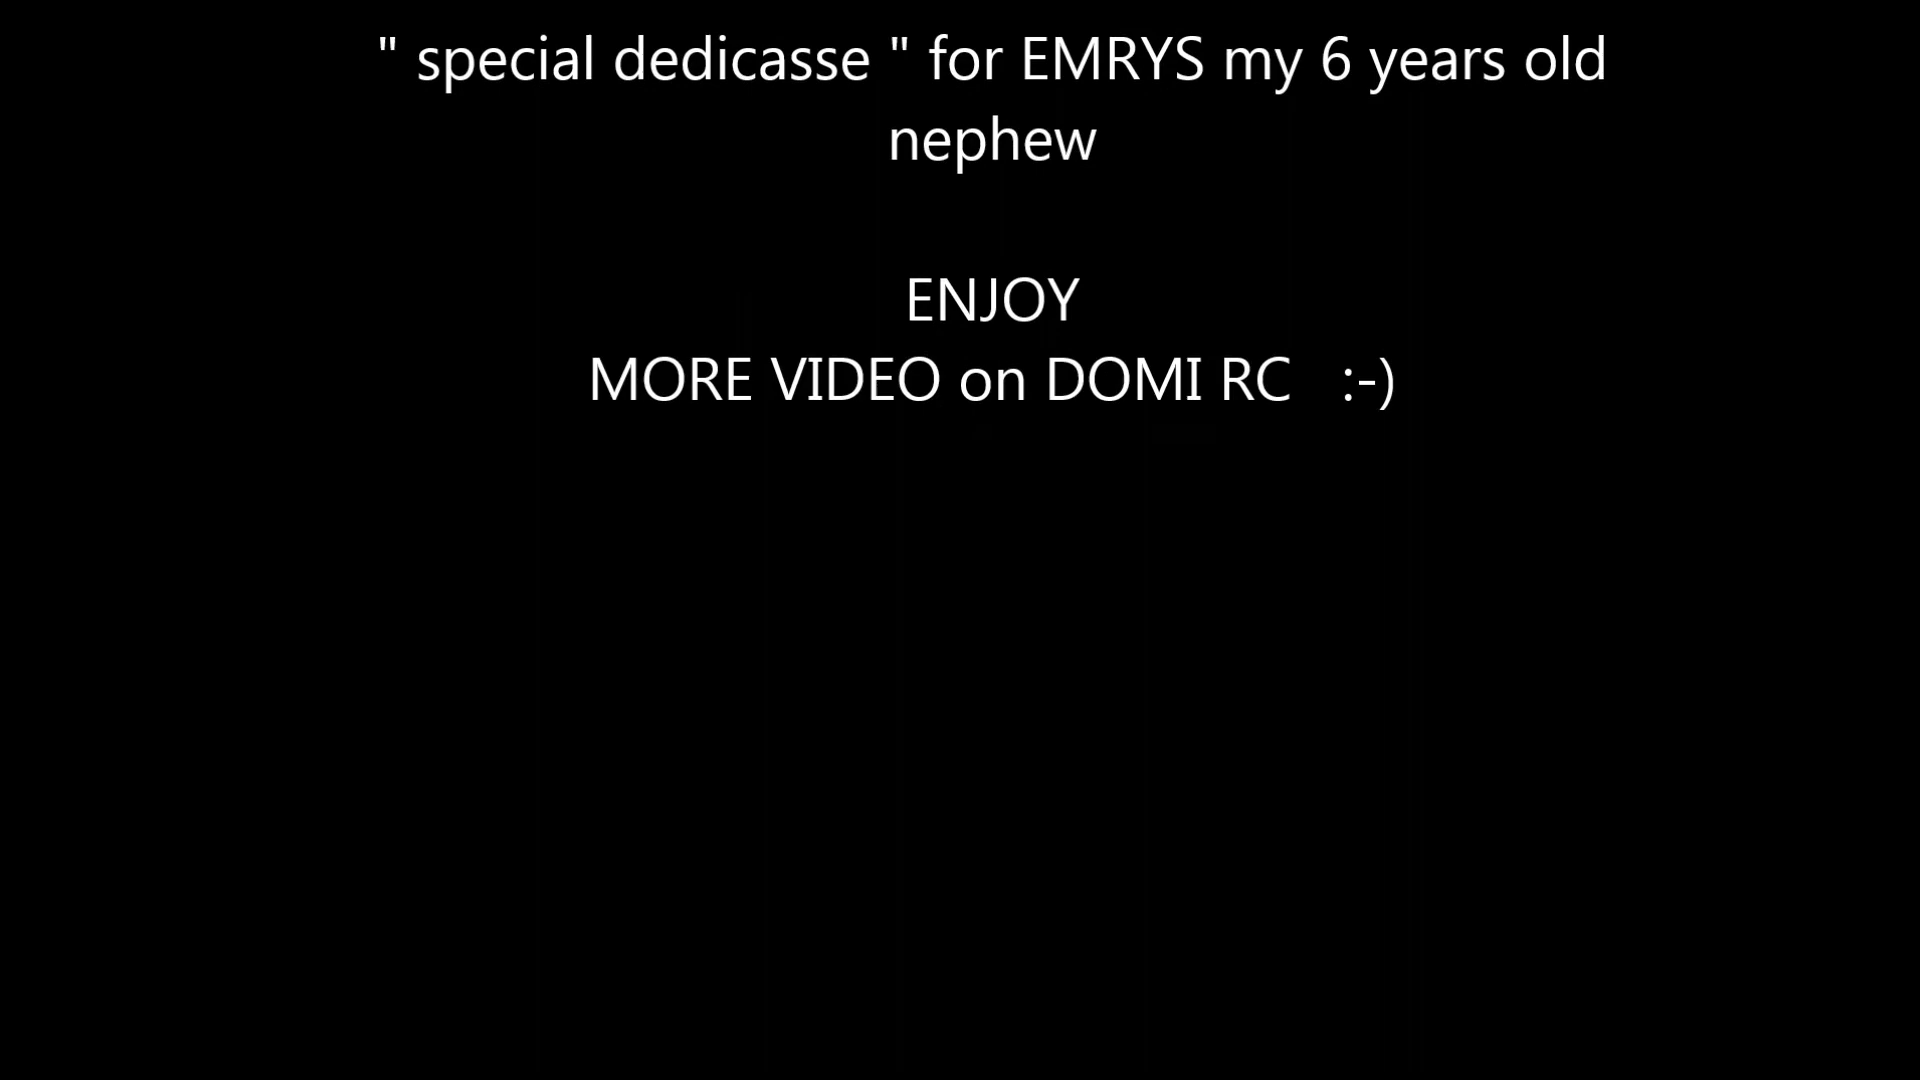 " special dedicasse " for EMRYS my 6 years old
nephew
ENJOY
MORE VIDEO on DOMI RC :-)